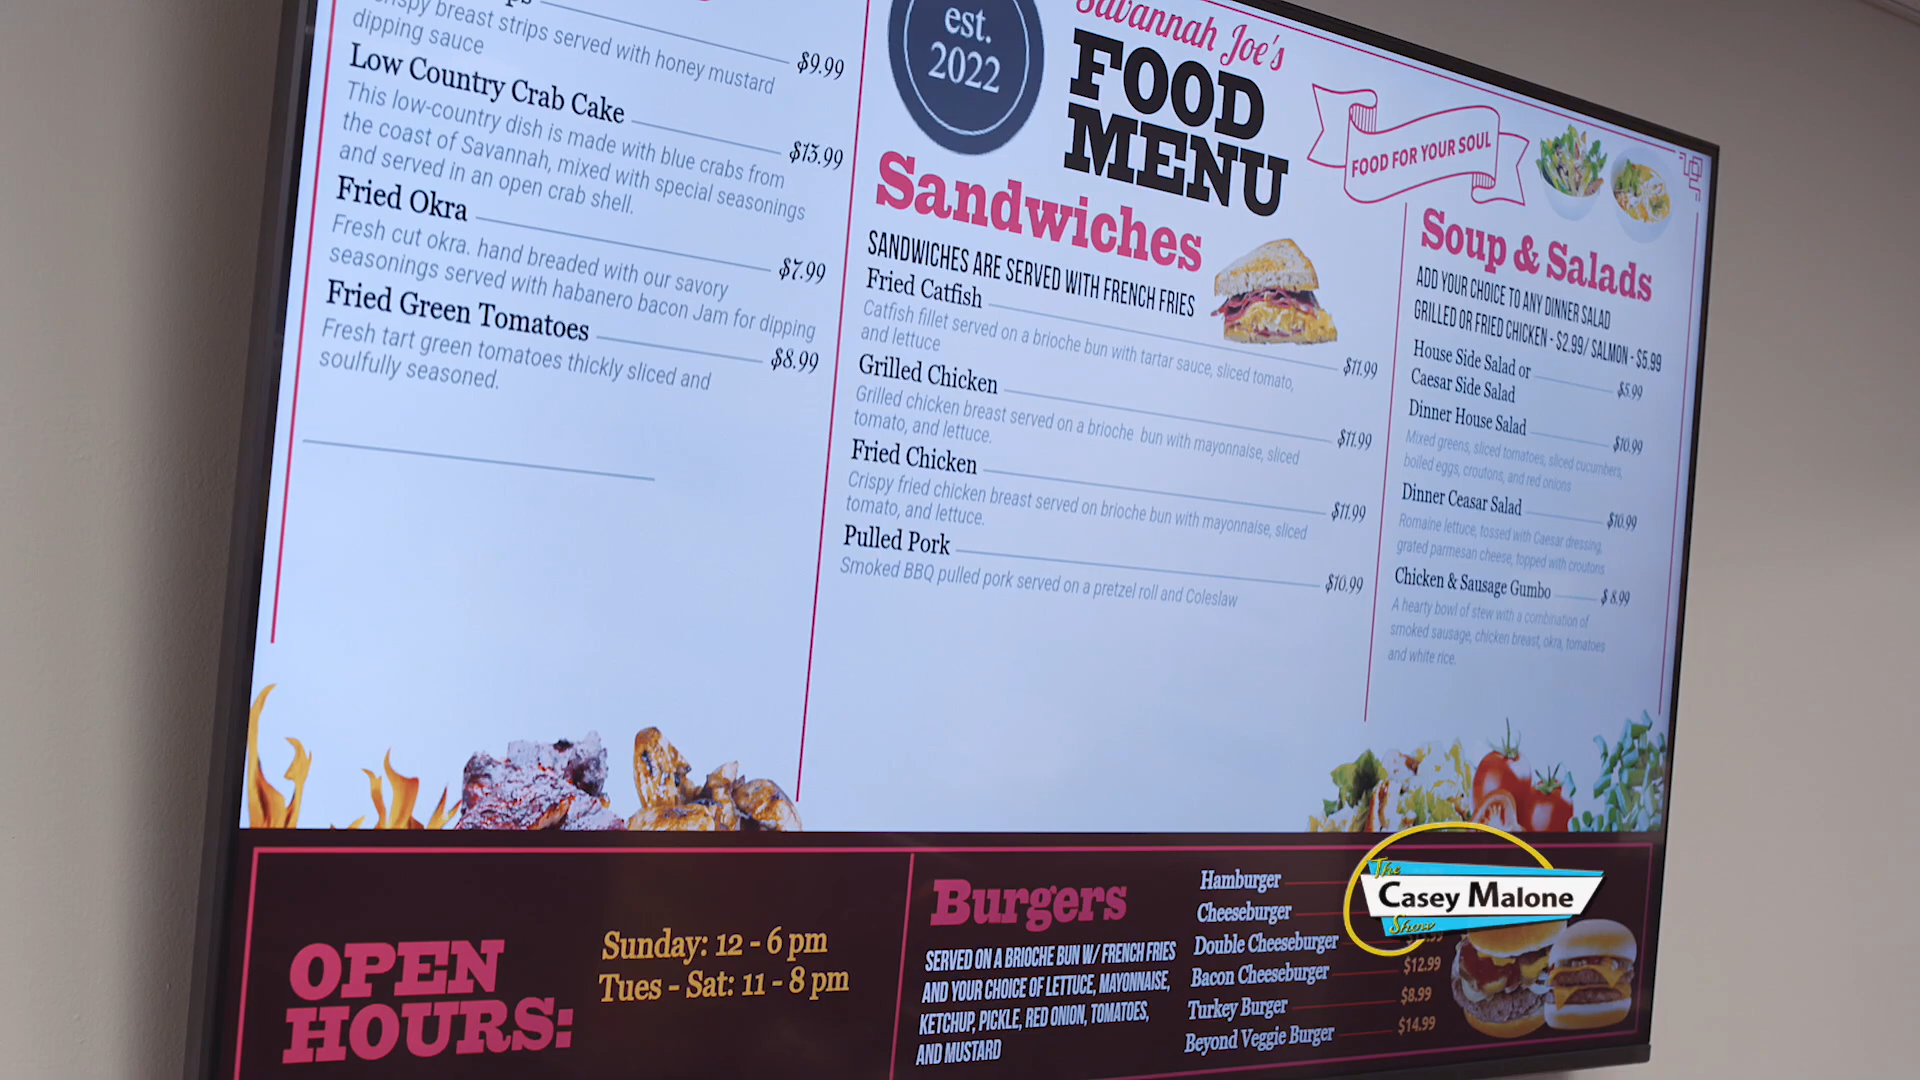 breast strips served with honey mustard
dipping sauce
$9.99
Low Country Crab Cake
$13.99
This low-country dish is made with blue crabs from
the coast of Savannah, mixed with special seasonings
and served in an open crab shell.
Fried Okra
$7.99
Fresh cut okra. hand breaded with our savory
seasonings served with habanero bacon Jam for dipping
Fried Green Tomatoes
$8.99
Fresh tart green tomatoes thickly sliced and
soulfully seasoned.
est.
2022
Savannah Joe's
FOOD
MENU
FOOD FOR YOUR SOUL
Sandwiches
SANDWICHES ARE SERVED WITH FRENCH FRIES
Fried Catfish
$11.99
Catfish fillet served on a brioche bun with tartar sauce, sliced tomato,
and lettuce
Grilled Chicken
$11.99
Grilled chicken breast served on a brioche bun with mayonnaise, sliced
tomato, and lettuce.
Fried Chicken
$11.99
Crispy fried chicken breast served on brioche bun with mayonnaise, sliced
tomato, and lettuce.
Pulled Pork
$10.99
Smoked BBQ pulled pork served on a pretzel roll and Coleslaw
Soup & Salads
ADD YOUR CHOICE TO ANY DINNER SALAD
GRILLED OR FRIED CHICKEN - $2.99/ SALMON - $5.99
House Side Salad or
Caesar Side Salad
$5.99
Dinner House Salad
$10.99
Mixed greens, sliced tomatoes, sliced cucumbers,
boiled eggs, croutons, and red onions
Dinner Ceasar Salad
$10.99
Romaine lettuce, tossed with Caesar dressing,
grated parmesan cheese, topped with croutons
Chicken & Sausage Gumbo
$ 8.99
A hearty bowl of stew with a combination of
smoked sausage, chicken breast, okra, tomatoes
and white rice.
OPEN
HOURS:
Sunday: 12 - 6 pm
Tues - Sat: 11 - 8 pm
Burgers
SERVED ON A BRIOCHE BUN W/ FRENCH FRIES
AND YOUR CHOICE OF LETTUCE, MAYONNAISE,
KETCHUP, PICKLE, RED ONION, TOMATOES,
AND MUSTARD
Hamburger
Cheeseburger
Double Cheeseburger
Bacon Cheeseburger $12.99
Turkey Burger $8.99
Beyond Veggie Burger $14.99
The
Casey Malone
Show